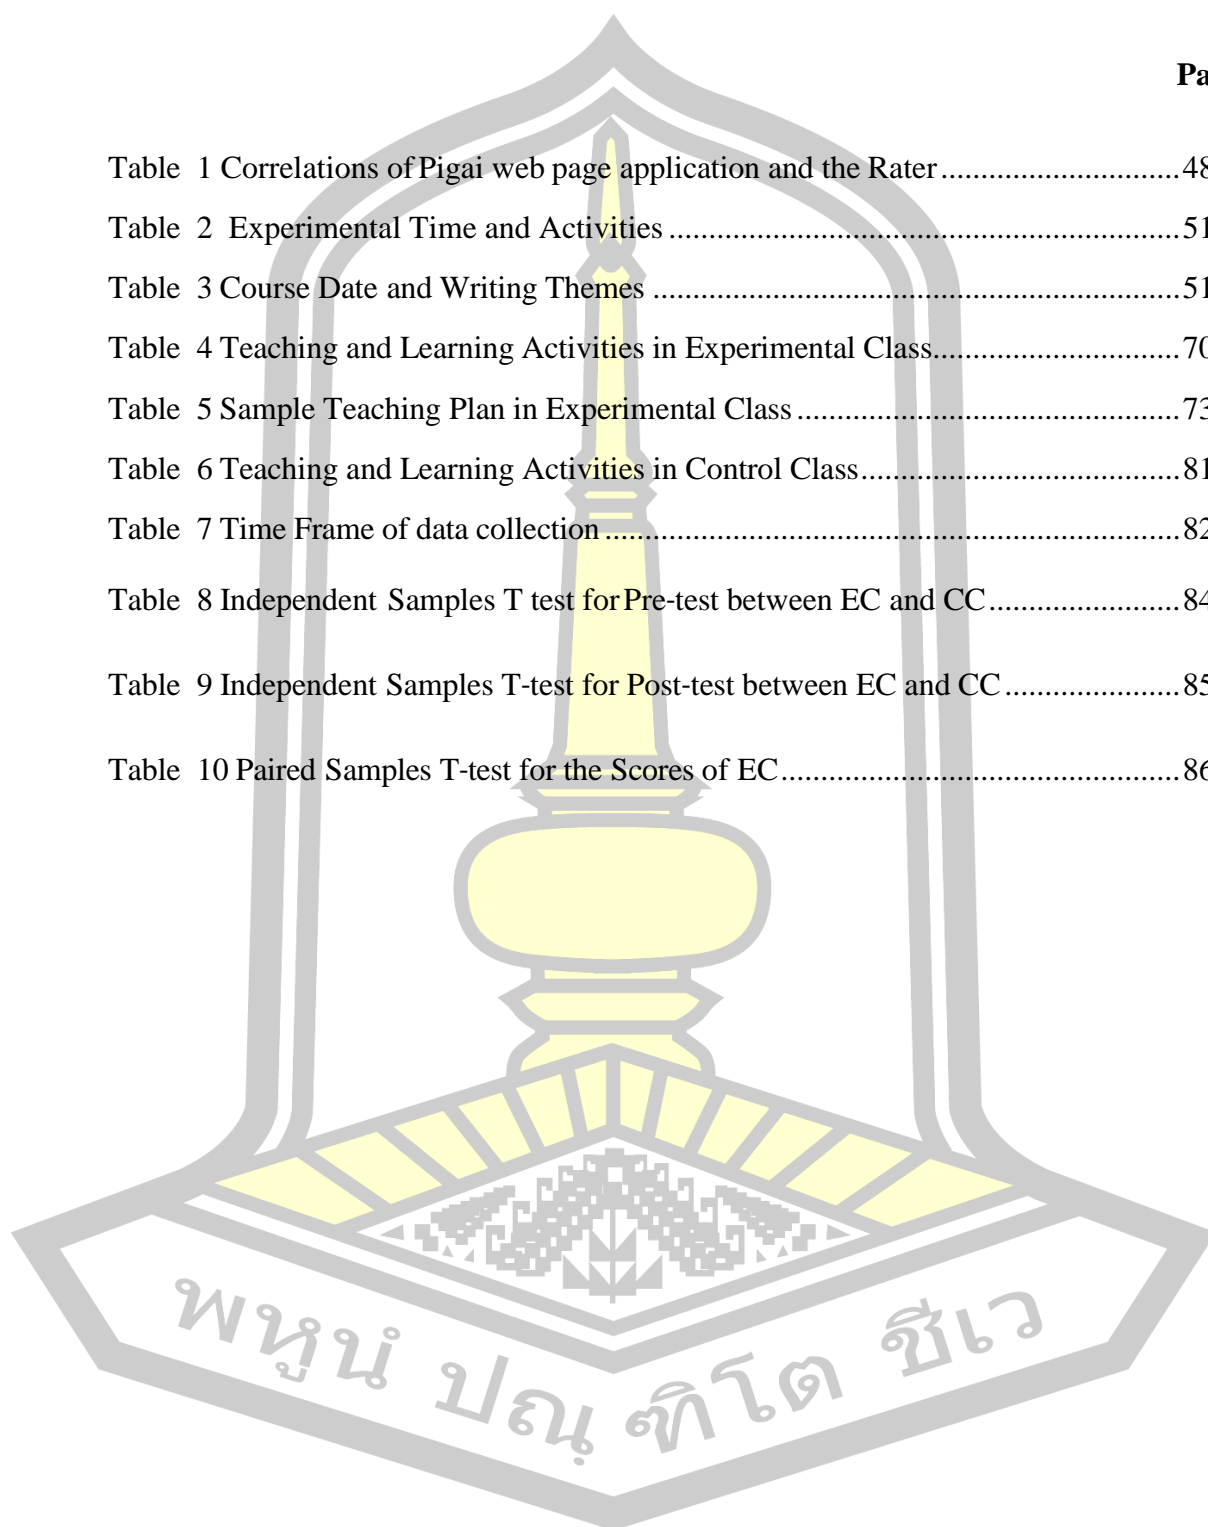 Pa
Table 1 Correlations of Pigai web page application and the Rater..............................48
Table 2 Experimental Time and Activities................................................................51
Table 3 Course Date and Writing Themes..................................................................51
Table 4 Teaching and Learning Activities in Experimental Class...............................70
Table 5 Sample Teaching Plan in Experimental Class................................................73
Table 6 Teaching and Learning Activities in Control Class........................................81
Table 7 Time Frame of data collection.......................................................................82
Table 8 Independent Samples T test for Pre-test between EC and CC........................84
Table 9 Independent Samples T-test for Post-test between EC and CC......................85
Table 10 Paired Samples T-test for the Scores of EC..................................................86
พหูนํ ปณฺฑิโต ชีเว